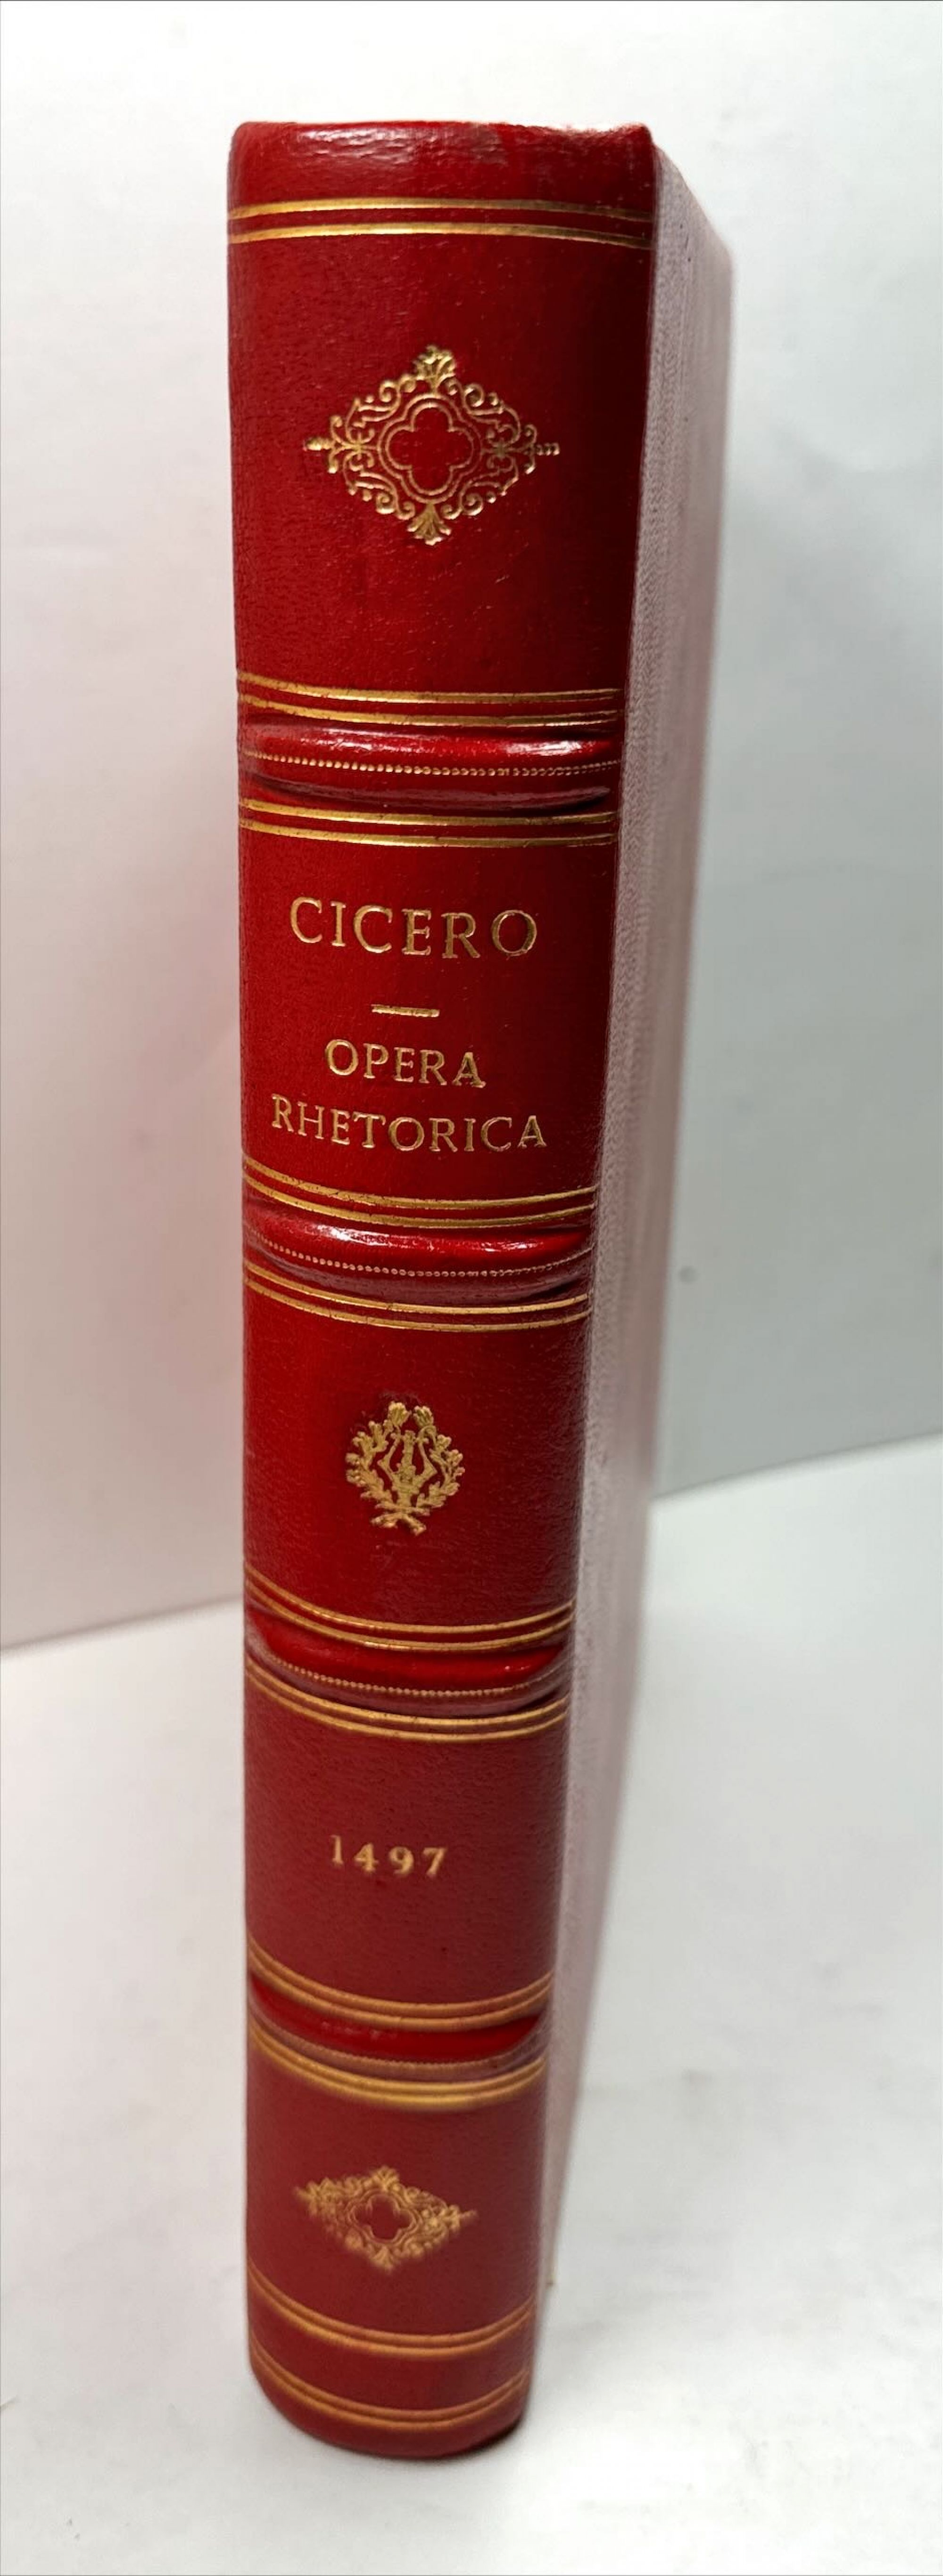 CICERO
OPERA
RHETORICA
1497